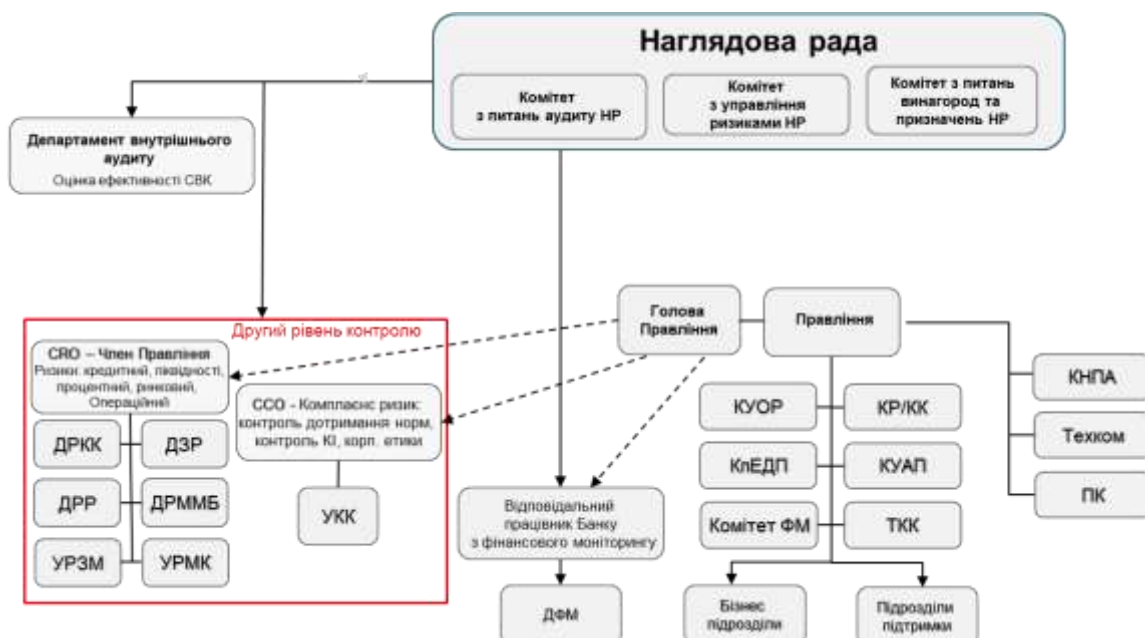 Наглядова рада
Комітет
з питань аудиту НР
Комітет
з управління
ризиками НР
Комітет з питань
винагород та
призначень НР
Департамент внутрішнього
аудиту
Оцінка ефективності СВК
Другий рівень контролю
CRO – Член Правління
Ризики: кредитний, ліквідності,
процентний, ринковий,
Операційний
ДРКК
ДЗР
ДРР
ДРММБ
УРЗМ
УРМК
ССО - Комплаєнс ризик:
контроль дотримання норм,
контроль КІ, корп. етики
УКК
Голова
Правління
Правління
Відповідальний
працівник Банку
з фінансового моніторингу
ДФМ
КУОР
КР/КК
КлЕДП
КУАП
Комітет ФМ
ТКК
Бізнес
підрозділи
Підрозділи
підтримки
КНПА
Техком
ПК